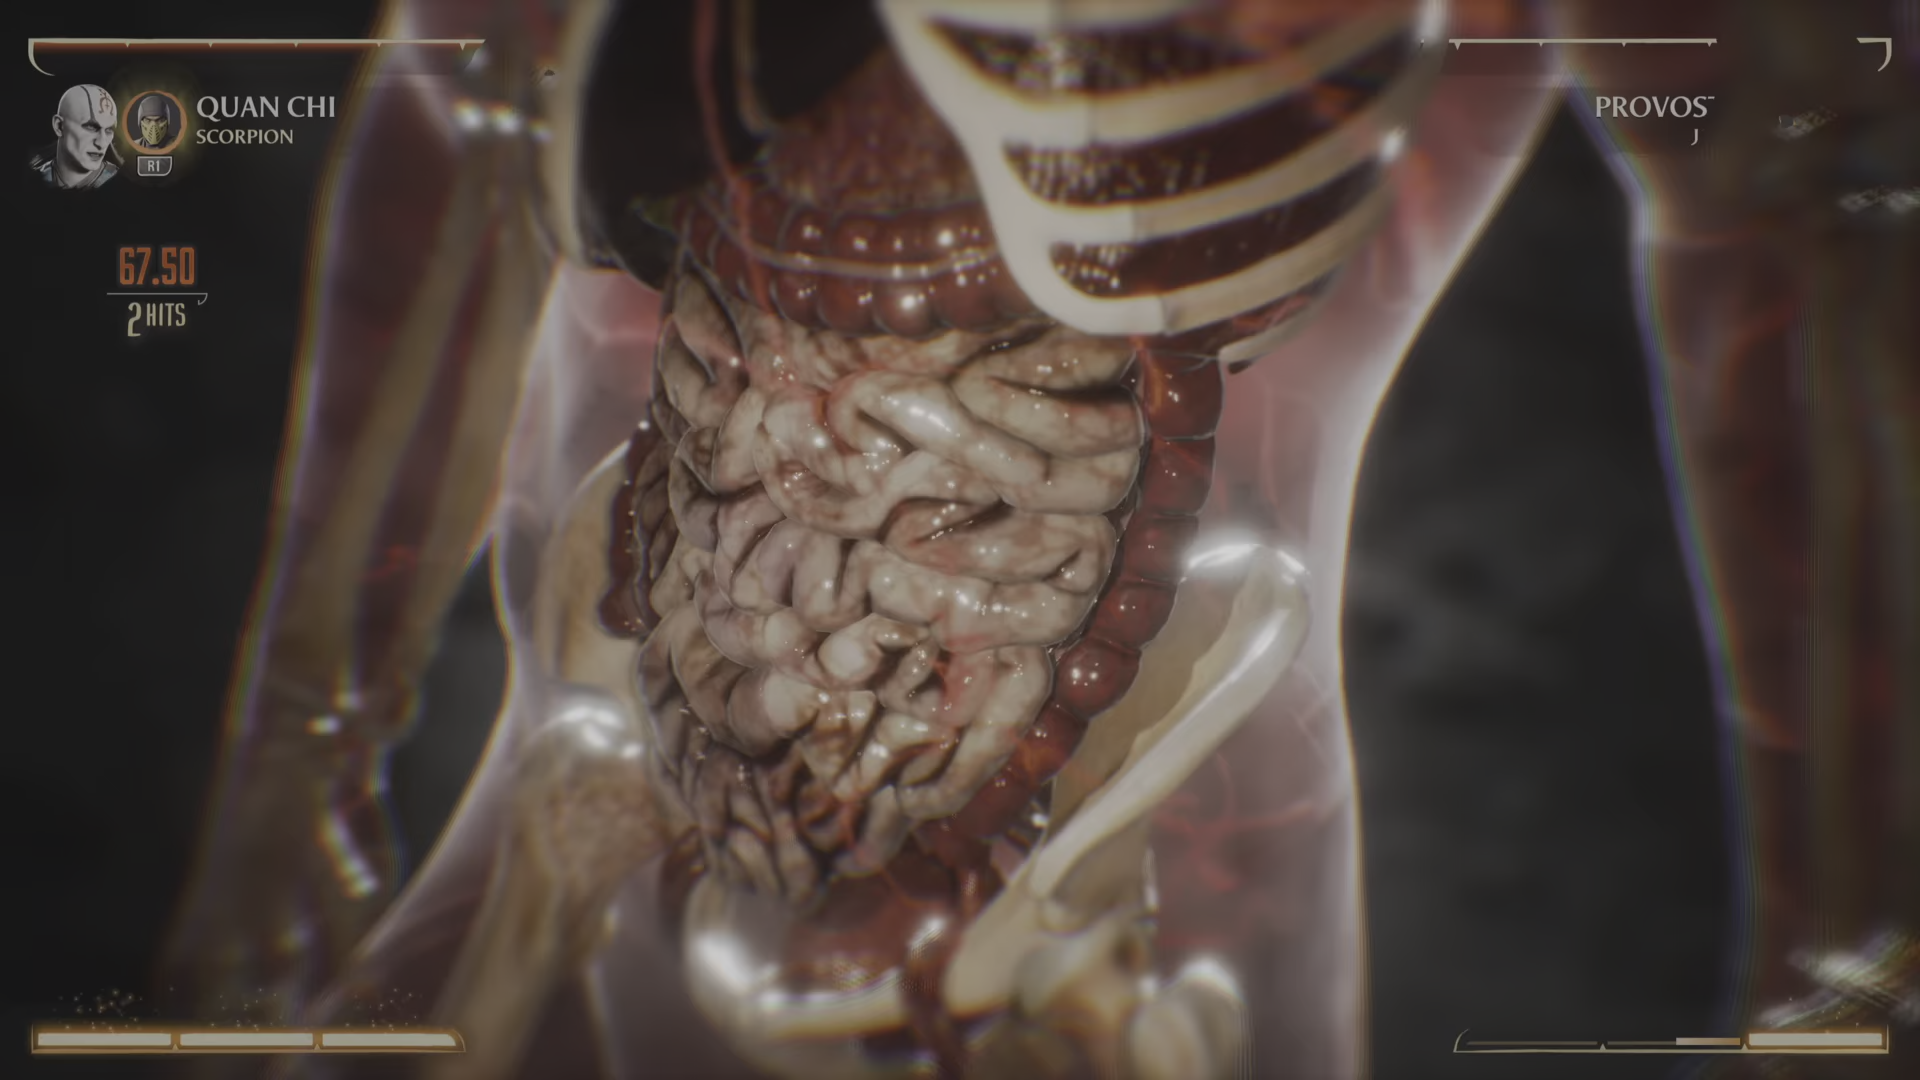 QUAN CHI
SCORPION
R1
67.50
2 HITS
PROVOS
J